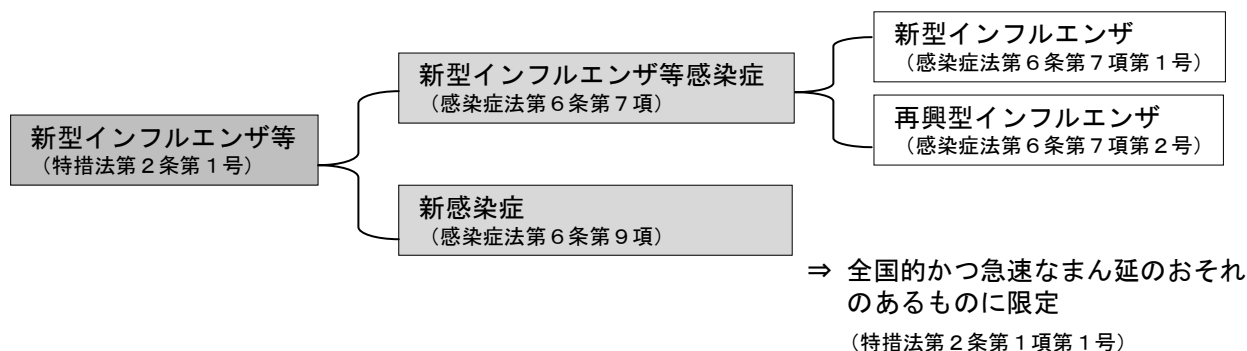 新型インフルエンザ等
（特措法第２条第１号）
新型インフルエンザ等感染症
（感染症法第６条第７項）
新型インフルエンザ
（感染症法第６条第７項第１号）
再興型インフルエンザ
（感染症法第６条第７項第２号）
新感染症
（感染症法第６条第９項）
⇒ 全国的かつ急速なまん延のおそれ
のあるものに限定
（特措法第２条第１項第１号）